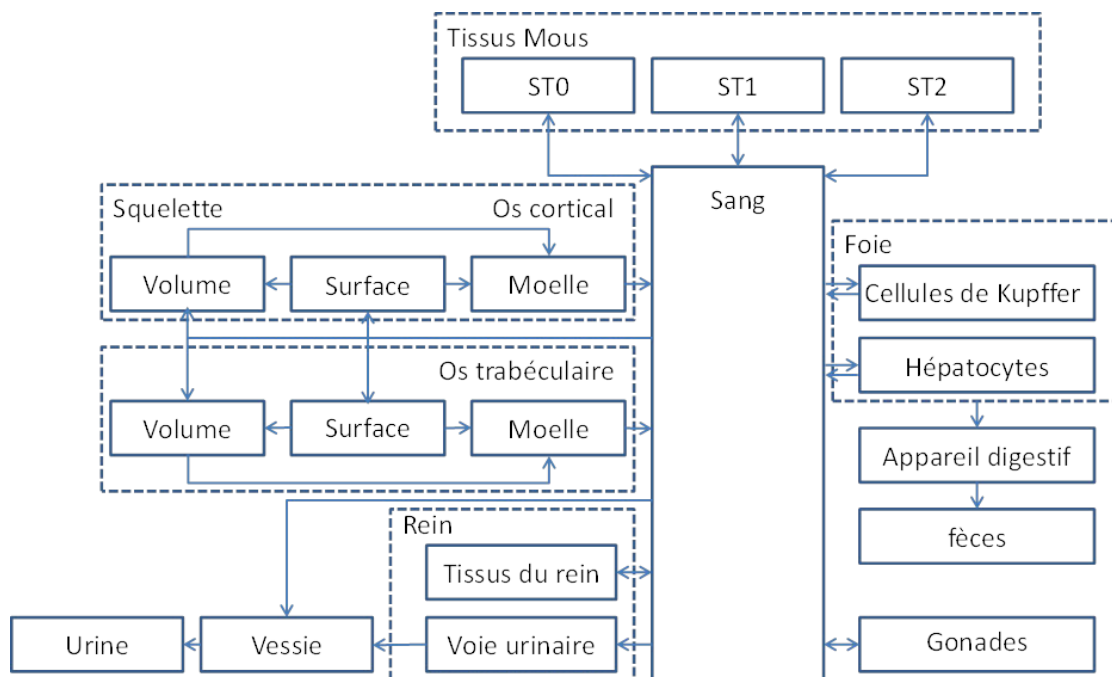 Tissus Mous
ST0 ST1 ST2
Sang
Squelette Os cortical
Volume Surface Moelle
Foie
Cellules de Kupffer
Hépatocytes
Os trabéculaire
Volume Surface Moelle
Appareil digestif
fèces
Rein
Tissus du rein
Urine Vessie Voie urinaire
Gonades